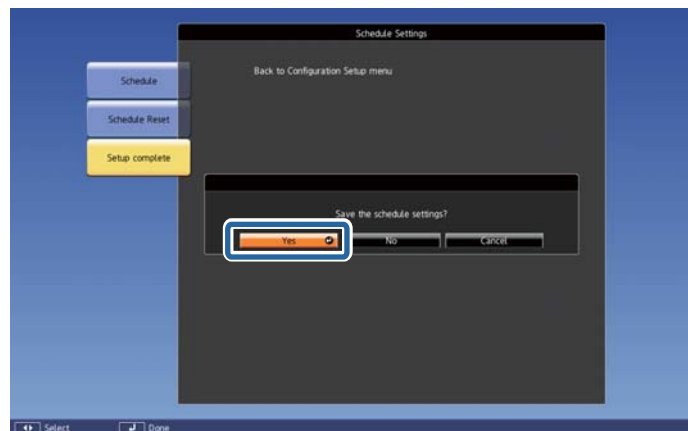 Schedule Settings
Schedule
Back to Configuration Setup menu
Schedule Reset
Setup complete
Save the schedule settings?
Yes No Cancel
Select Done